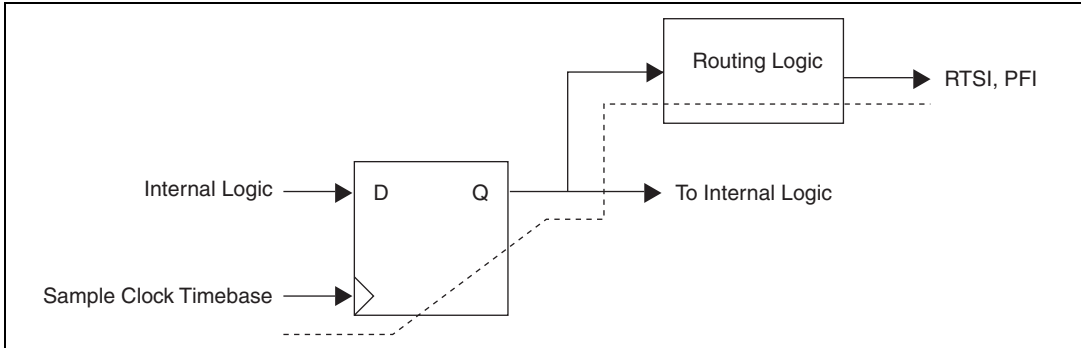 Routing Logic
RTSI, PFI
Internal Logic
D
Q
To Internal Logic
Sample Clock Timebase